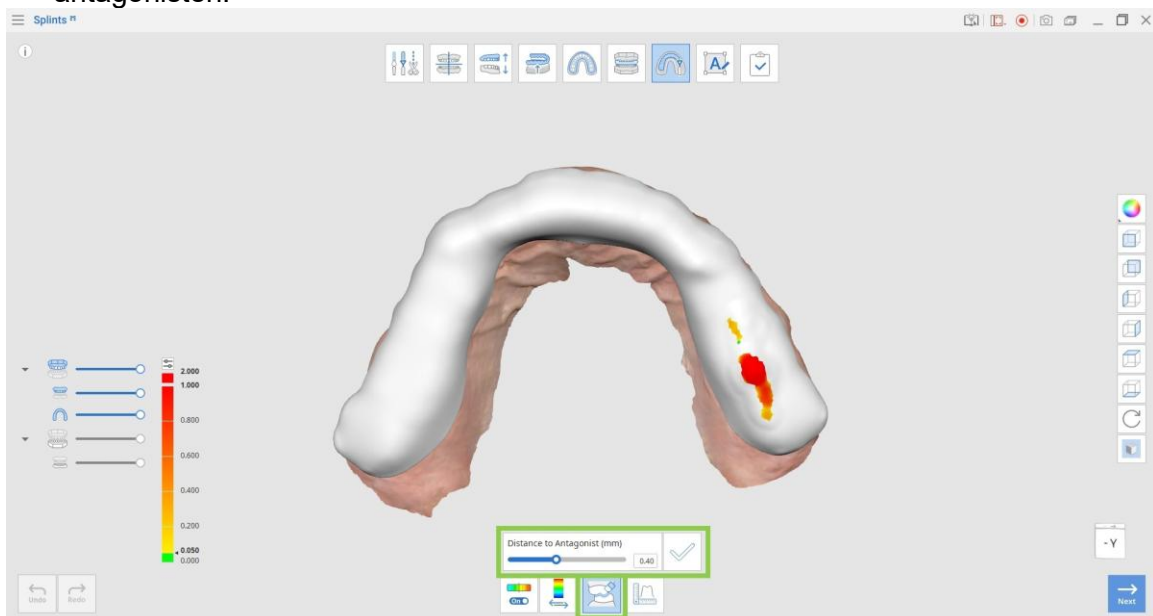 antagonisten.
Splints
2.000
1.000
0.800
0.600
0.400
0.200
0.050
0.000
Distance to Antagonist (mm)
0.40
On
- Y
Undo
Redo
Next